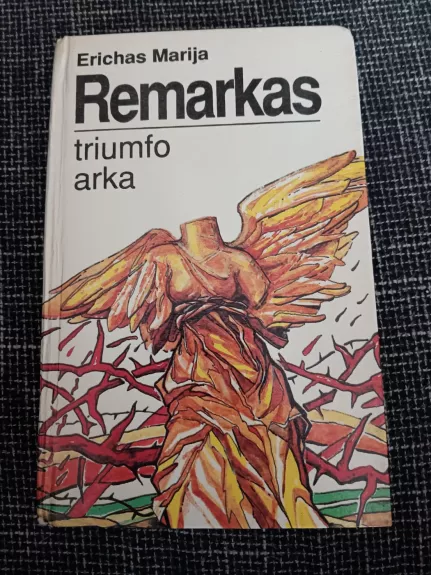 Erichas Marija
Remarkas
triumfo
arka